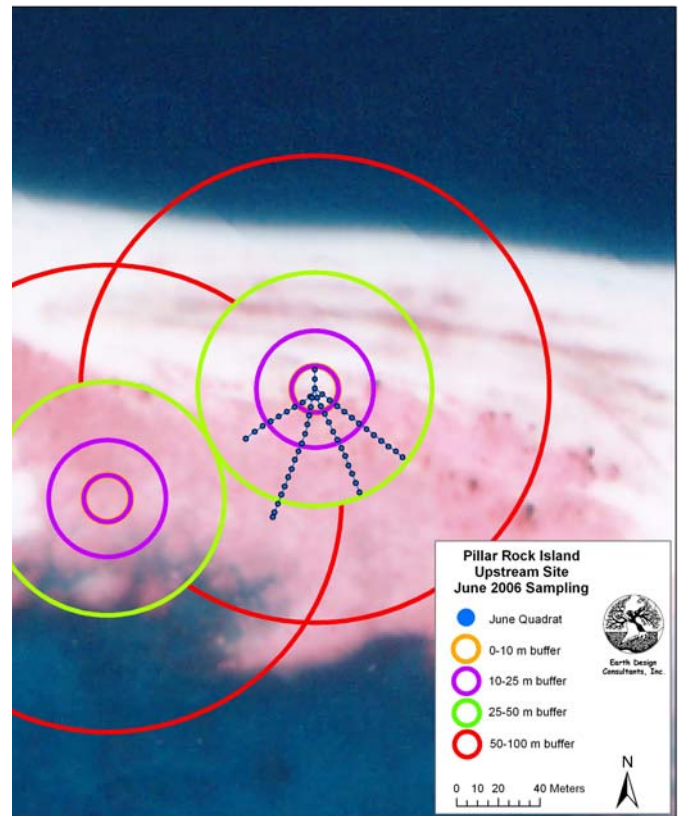 Pillar Rock Island
Upstream Site
June 2006 Sampling
June Quadrat
0-10 m buffer
10-25 m buffer
25-50 m buffer
50-100 m buffer
Earth Design
Consultants, Inc.
0 10 20 40 Meters
N